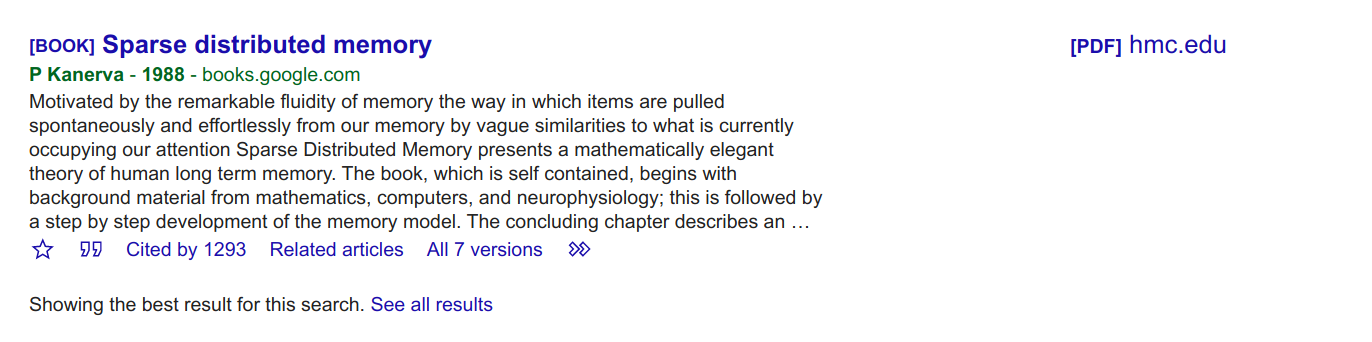 [BOOK] Sparse distributed memory
[PDF] hmc.edu
P Kanerva - 1988 - books.google.com
Motivated by the remarkable fluidity of memory the way in which items are pulled
spontaneously and effortlessly from our memory by vague similarities to what is currently
occupying our attention Sparse Distributed Memory presents a mathematically elegant
theory of human long term memory. The book, which is self contained, begins with
background material from mathematics, computers, and neurophysiology; this is followed by
a step by step development of the memory model. The concluding chapter describes an …
Cited by 1293 Related articles All 7 versions
Showing the best result for this search. See all results